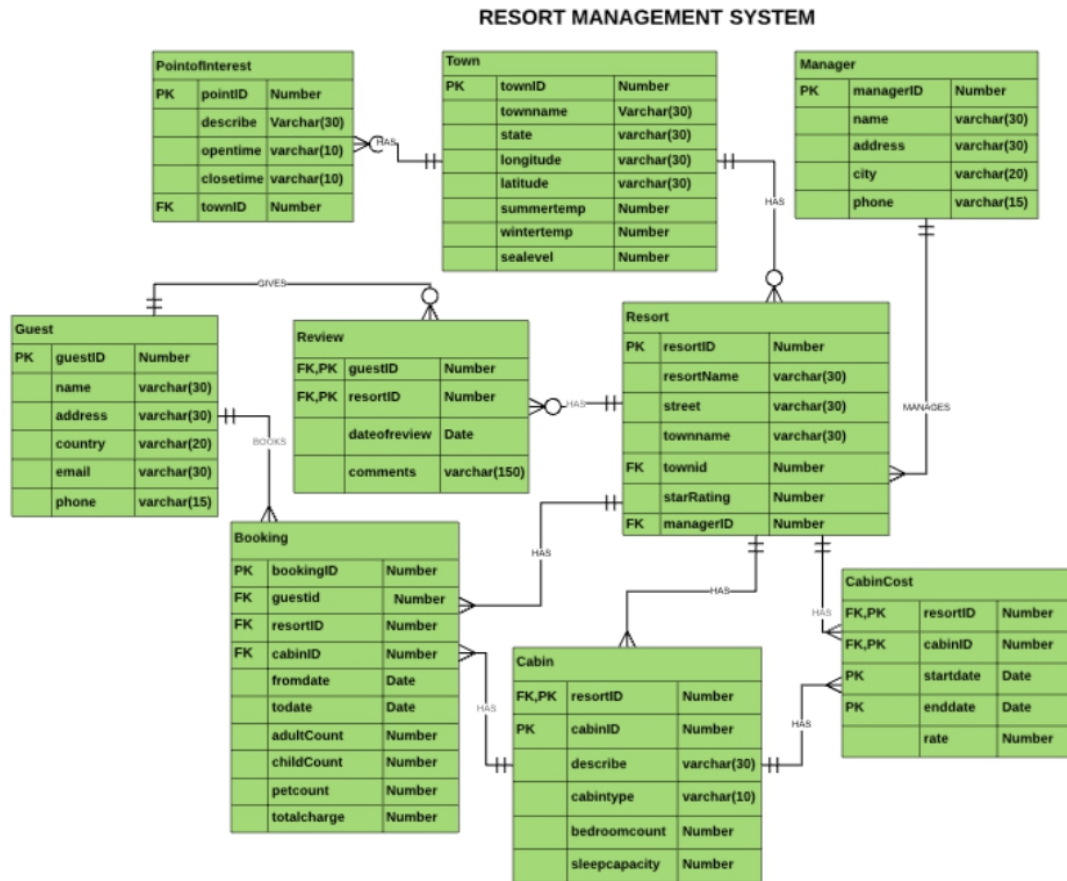 RESORT MANAGEMENT SYSTEM
PointofInterest
PK pointID Number
describe Varchar(30)
opentime varchar(10)
closetime varchar(10)
FK townID Number
HAS
Town
PK townID Number
townname Varchar(30)
state varchar(30)
longitude varchar(30)
latitude varchar(30)
summertemp Number
wintertemp Number
sealevel Number
HAS
Manager
PK managerID Number
name varchar(30)
address varchar(30)
city varchar(20)
phone varchar(15)
MANAGES
GIVES
Guest
PK guestID Number
name varchar(30)
address varchar(30)
country varchar(20)
email varchar(30)
phone varchar(15)
BOOKS
Review
FK,PK guestID Number
FK,PK resortID Number
dateofreview Date
comments varchar(150)
HAS
Resort
PK resortID Number
resortName varchar(30)
street varchar(30)
townname varchar(30)
FK townid Number
starRating Number
FK managerID Number
HAS
HAS
HAS
Booking
PK bookingID Number
FK guestid Number
FK resortID Number
FK cabinID Number
fromdate Date
todate Date
adultCount Number
childCount Number
petcount Number
totalcharge Number
HAS
Cabin
FK,PK resortID Number
PK cabinID Number
describe varchar(30)
cabintype varchar(10)
bedroomcount Number
sleepcapacity Number
HAS
CabinCost
FK,PK resortID Number
FK,PK cabinID Number
PK startdate Date
PK enddate Date
rate Number